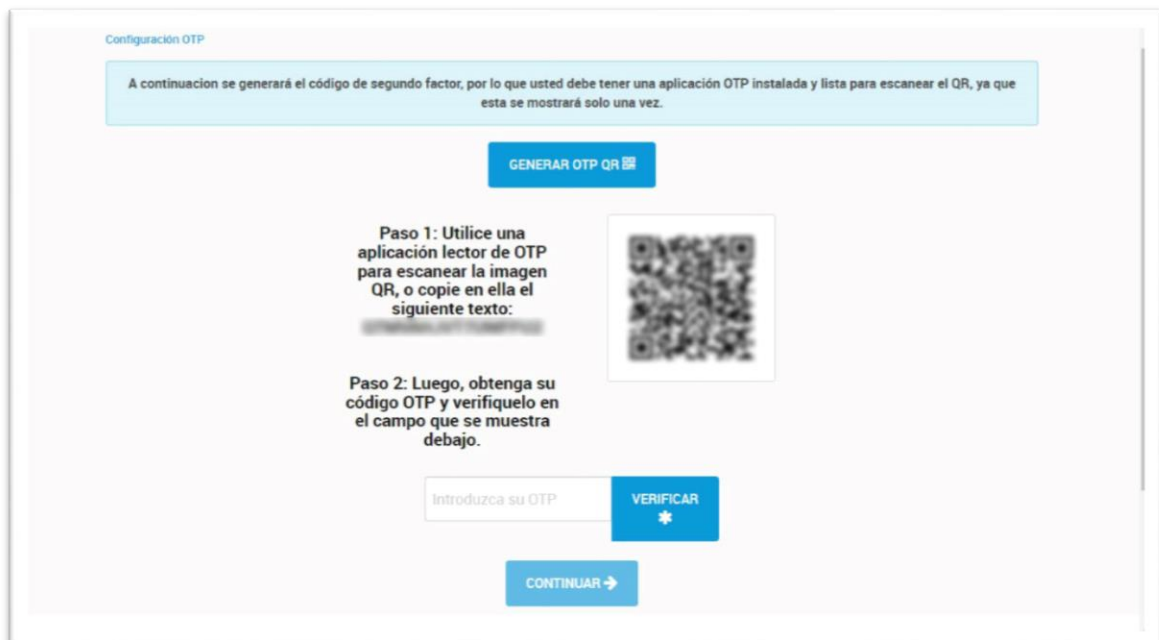 Configuración OTP
A continuacion se generará el código de segundo factor, por lo que usted debe tener una aplicación OTP instalada y lista para escanear el QR, ya que
esta se mostrará solo una vez.
GENERAR OTP QR
Paso 1: Utilice una
aplicación lector de OTP
para escanear la imagen
QR, o copie en ella el
siguiente texto:
Paso 2: Luego, obtenga su
código OTP y verifiquelo en
el campo que se muestra
debajo.
Introduzca su OTP
VERIFICAR
CONTINUAR